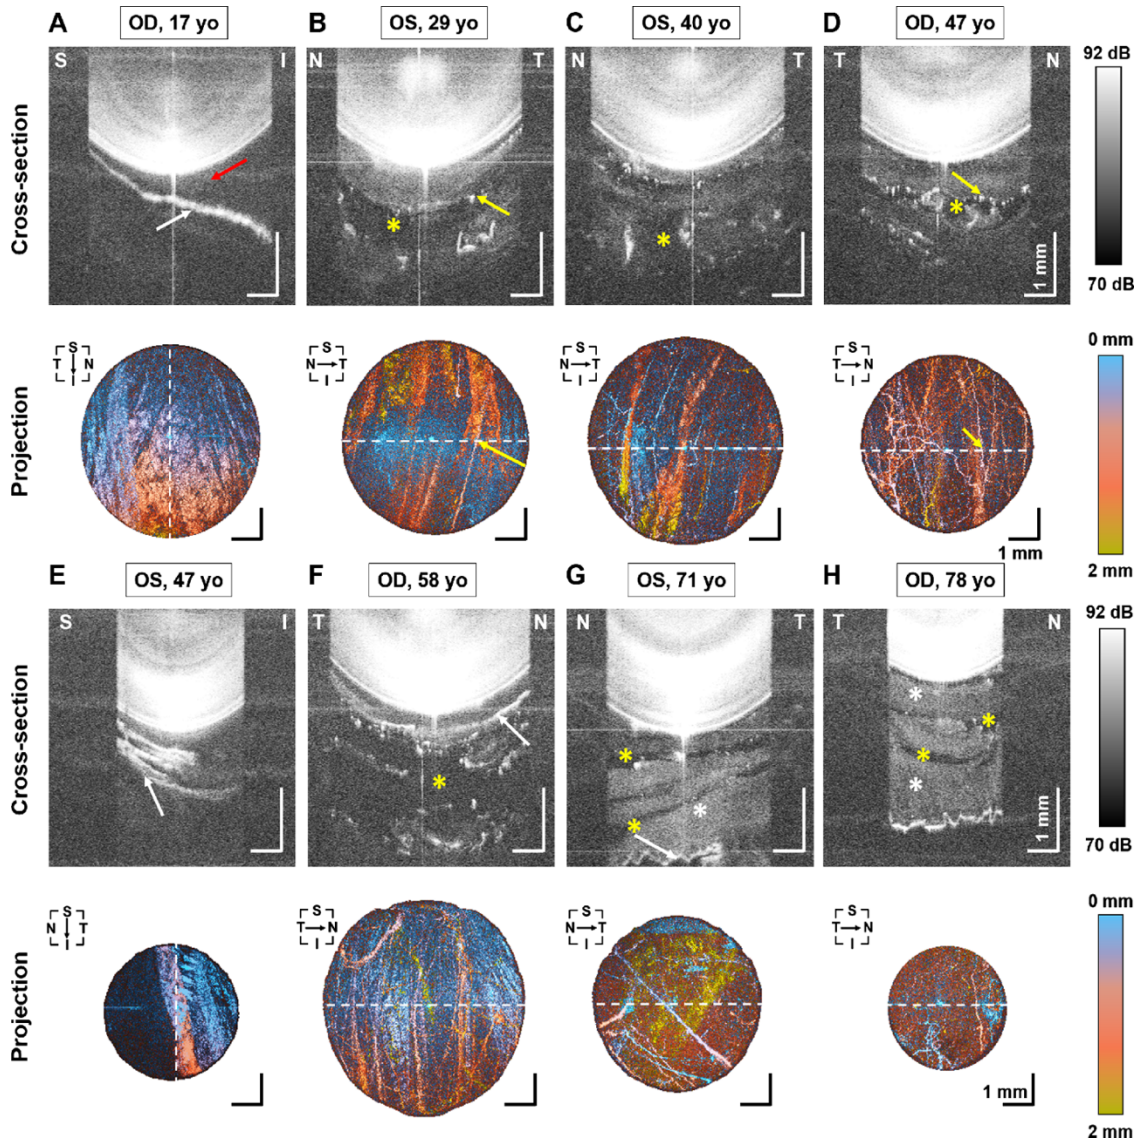 A OD, 17 yo B OS, 29 yo C OS, 40 yo D OD, 47 yo
Cross-section
S I N T N T T N
92 dB
70 dB
1 mm
Projection
S T N I
S N T I
S N T I
S T N I
0 mm
2 mm
1 mm
E OS, 47 yo F OD, 58 yo G OS, 71 yo H OD, 78 yo
Cross-section
S I T N N T T N
92 dB
70 dB
1 mm
Projection
S N T I
S T N I
S N T I
S T N I
0 mm
2 mm
1 mm